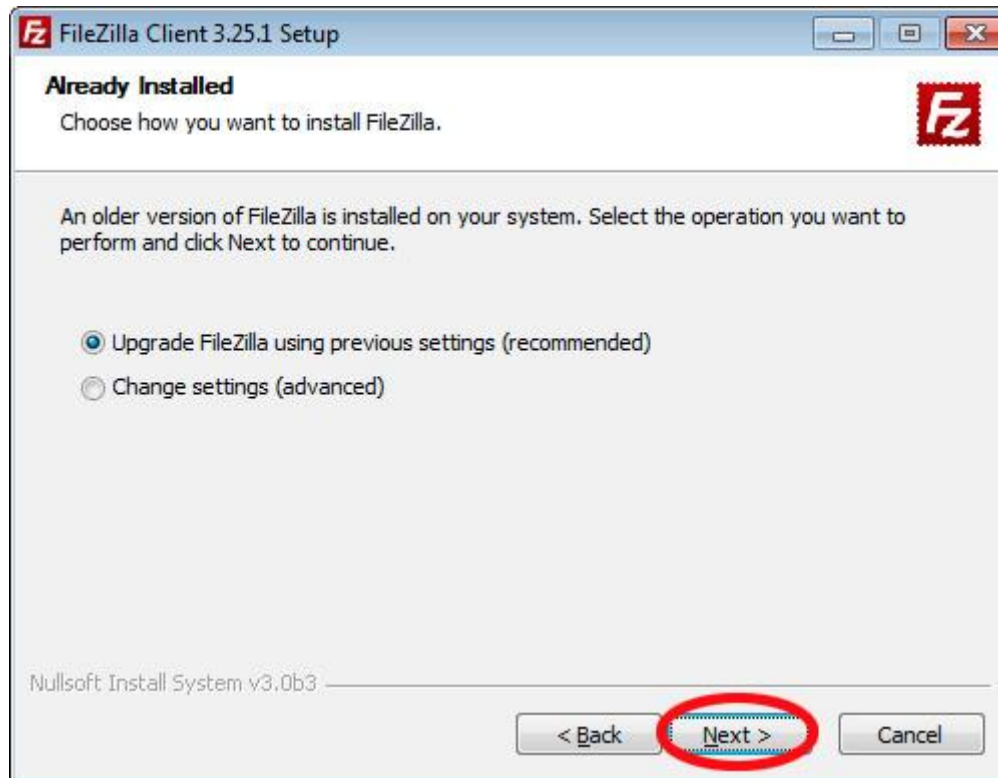 FileZilla Client 3.25.1 Setup
Already Installed
Choose how you want to install FileZilla.
Fz
An older version of FileZilla is installed on your system. Select the operation you want to
perform and click Next to continue.
Upgrade FileZilla using previous settings (recommended)
Change settings (advanced)
Nullsoft Install System v3.0b3
< Back Next > Cancel